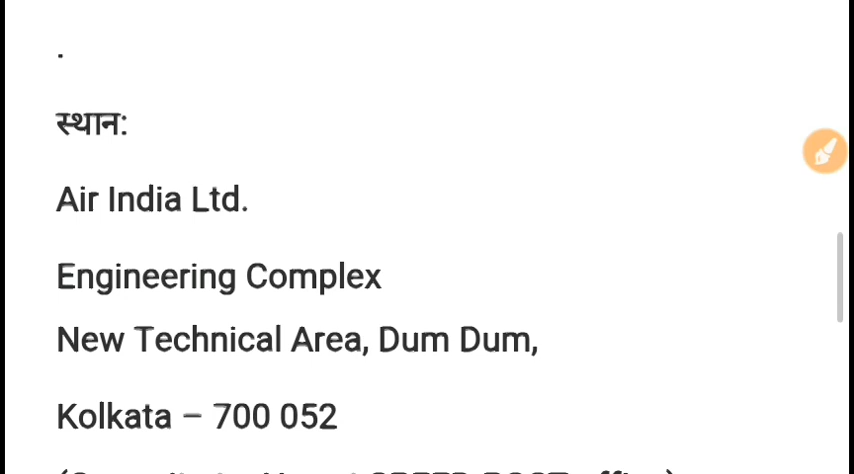 .
स्थान:
Air India Ltd.
Engineering Complex
New Technical Area, Dum Dum,
Kolkata – 700 052